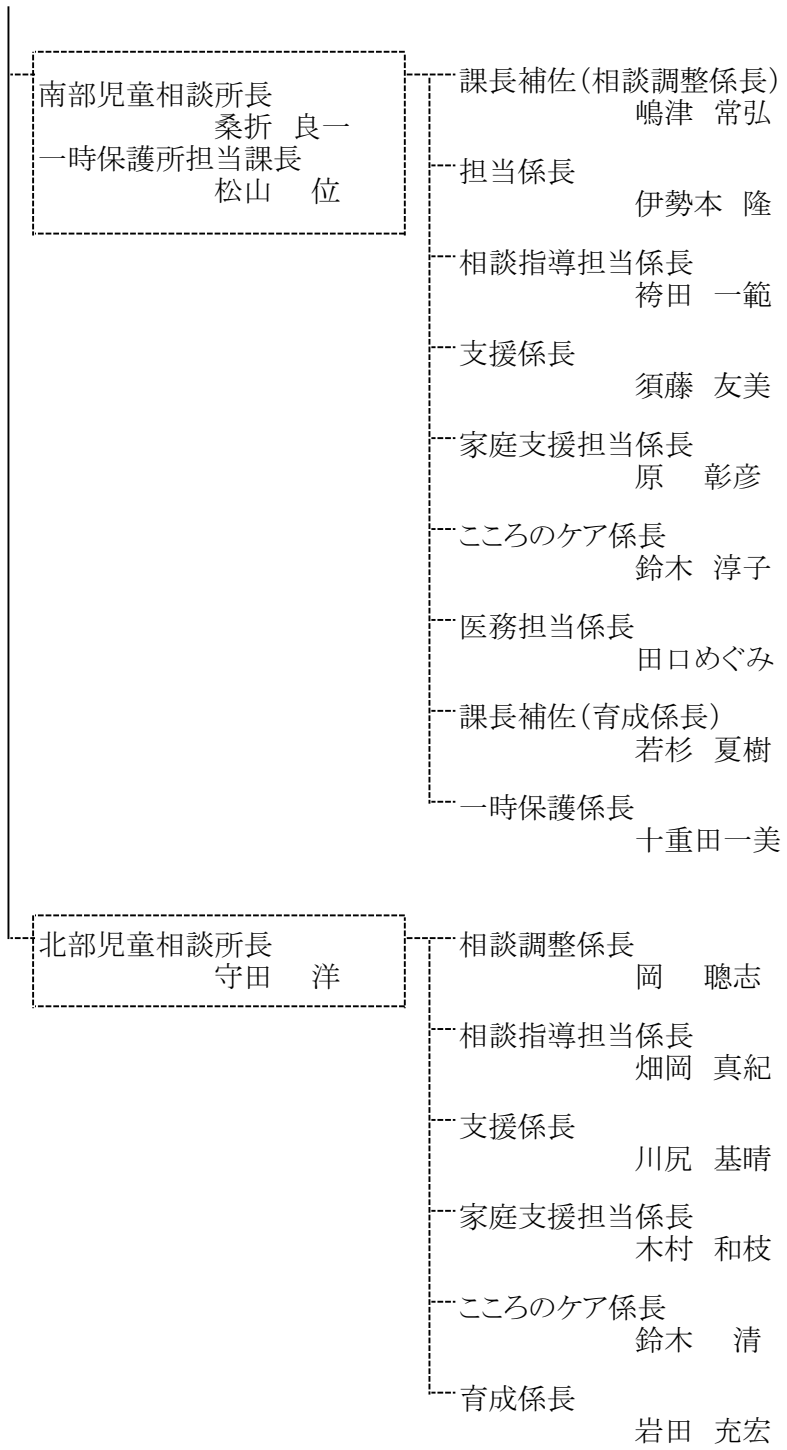 南部児童相談所長
桑折 良一
一時保護所担当課長
松山 位
課長補佐(相談調整係長)
嶋津 常弘
担当係長
伊勢本 隆
相談指導担当係長
袴田 一範
支援係長
須藤 友美
家庭支援担当係長
原 彰彦
こころのケア係長
鈴木 淳子
医務担当係長
田口めぐみ
課長補佐(育成係長)
若杉 夏樹
一時保護係長
十重田一美
北部児童相談所長
守田 洋
相談調整係長
岡 聰志
相談指導担当係長
畑岡 真紀
支援係長
川尻 基晴
家庭支援担当係長
木村 和枝
こころのケア係長
鈴木 清
育成係長
岩田 充宏